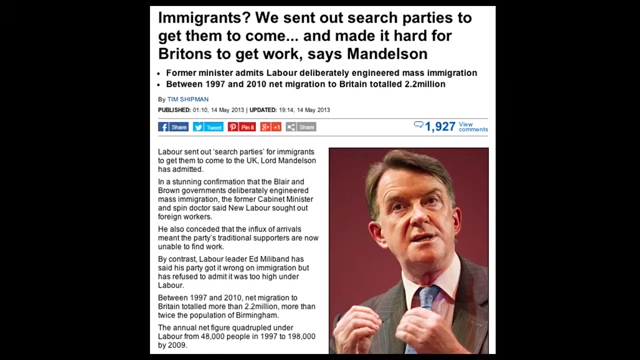 Immigrants? We sent out search parties to
get them to come... and made it hard for
Britons to get work, says Mandelson
• Former minister admits Labour deliberately engineered mass immigration
• Between 1997 and 2010 net migration to Britain totalled 2.2million
By TIM SHIPMAN
PUBLISHED: 01:10, 14 May 2013 | UPDATED: 19:14, 14 May 2013
Share Tweet Pin it +1 Share 1,927 View comments
Labour sent out 'search parties' for immigrants
to get them to come to the UK, Lord Mandelson
has admitted.
In a stunning confirmation that the Blair and
Brown governments deliberately engineered
mass immigration, the former Cabinet Minister
and spin doctor said New Labour sought out
foreign workers.
He also conceded that the influx of arrivals
meant the party's traditional supporters are now
unable to find work.
By contrast, Labour leader Ed Miliband has
said his party got it wrong on immigration but
has refused to admit it was too high under
Labour.
Between 1997 and 2010, net migration to
Britain totalled more than 2.2million, more than
twice the population of Birmingham.
The annual net figure quadrupled under
Labour from 48,000 people in 1997 to 198,000
by 2009.